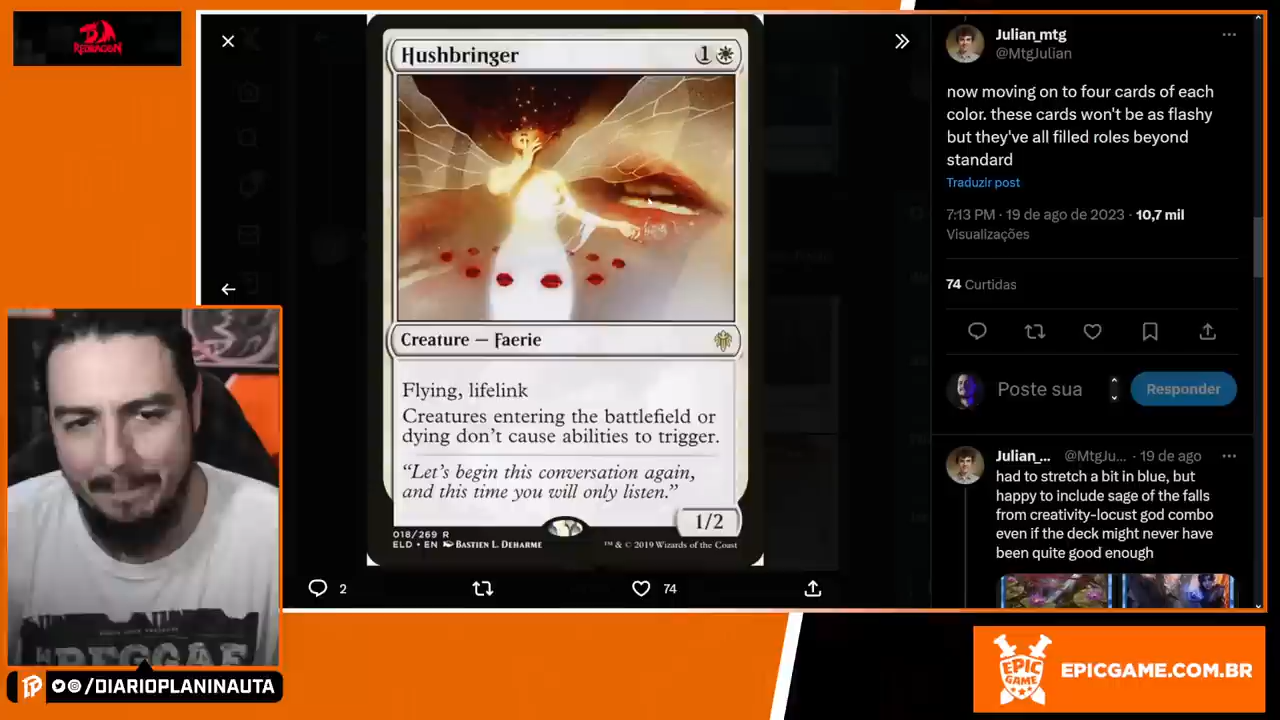 REDRAGON
Hushbringer
1
Creature — Faerie
Flying, lifelink
Creatures entering the battlefield or
dying don't cause abilities to trigger.
"Let's begin this conversation again,
and this time you will only listen."
1/2
018/269 R
ELD • EN BASTIEN L. DEHARME
™ & © 2019 Wizards of the Coast
2
74
Julian_mtg
@MtgJulian
now moving on to four cards of each
color. these cards won't be as flashy
but they've all filled roles beyond
standard
Traduzir post
7:13 PM · 19 de ago de 2023 · 10,7 mil
Visualizações
74 Curtidas
Poste sua
Responder
Julian_... @MtgJu... · 19 de ago
had to stretch a bit in blue, but
happy to include sage of the falls
from creativity-locust god combo
even if the deck might never have
been quite good enough
REGGAE
/DIARIOPLANINAUTA
EPIC
GAME
EPICGAME.COM.BR